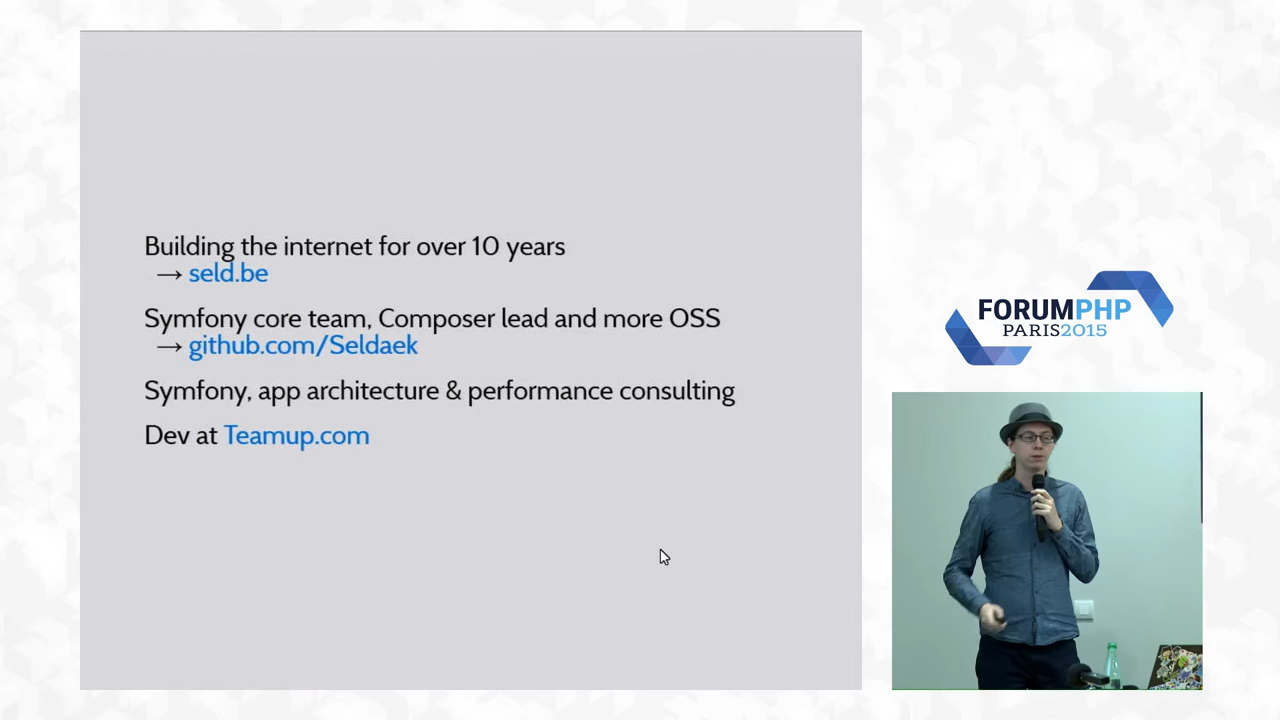 Building the internet for over 10 years
→ seld.be
Symfony core team, Composer lead and more OSS
→ github.com/Seldaek
Symfony, app architecture & performance consulting
Dev at Teamup.com
FORUMPHP
PARIS2015